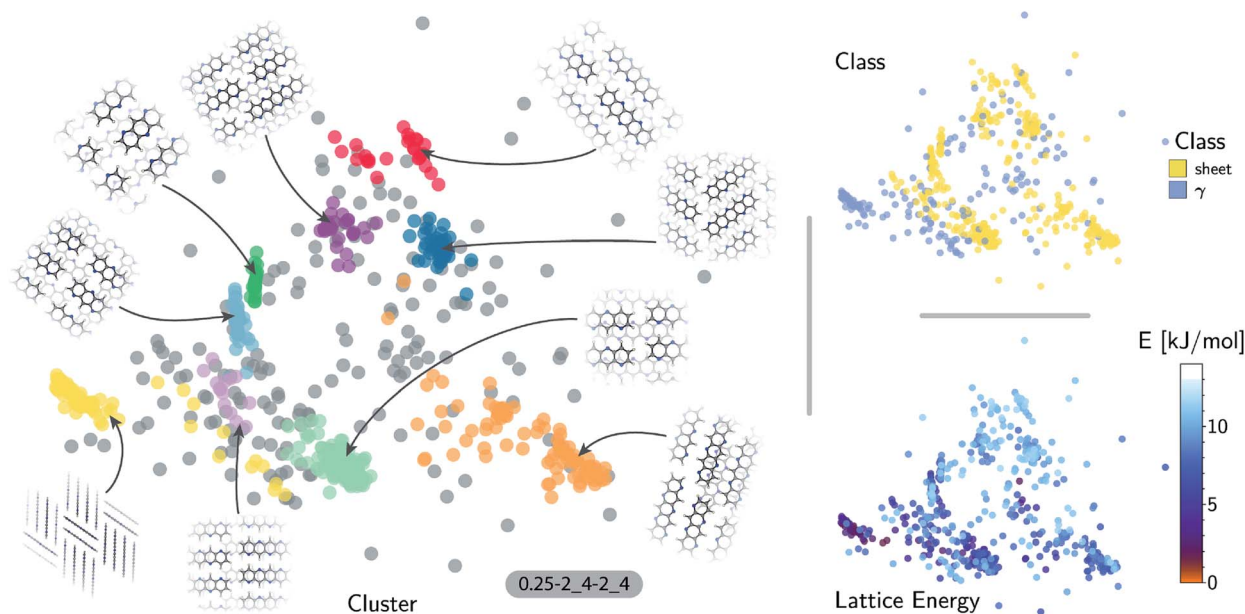 Class
Class
sheet
γ
E [kJ/mol]
10
5
0
0.25-2_4-2_4
Cluster
Lattice Energy